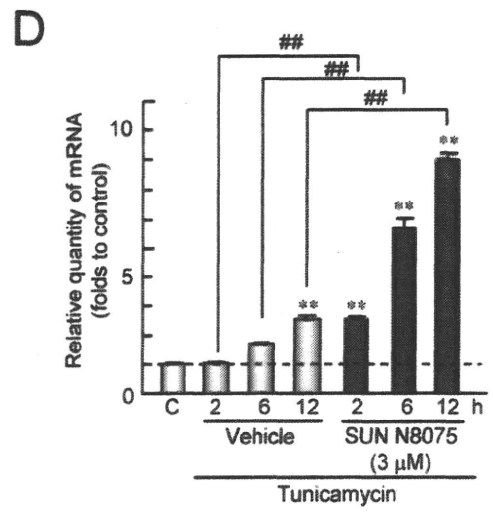 D
##
##
##
Relative quantity of mRNA
(folds to control)
10
5
0
**
**
**
**
C 2 6 12 2 6 12 h
Vehicle SUN N8075
(3 μM)
Tunicamycin